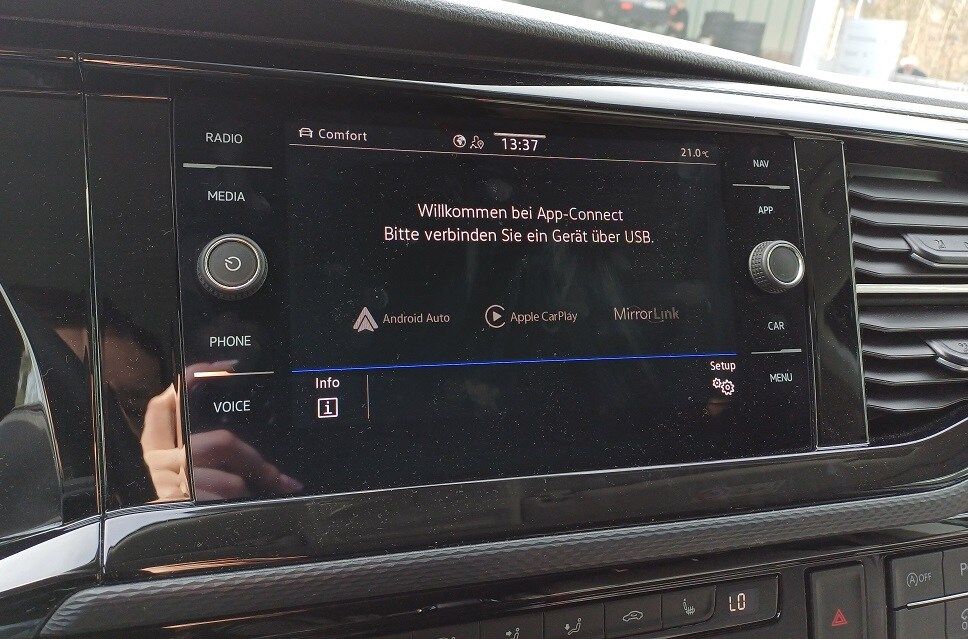 RADIO
MEDIA
PHONE
VOICE
Comfort
13:37
21.0°C
Willkommen bei App-Connect
Bitte verbinden Sie ein Gerät über USB.
Android Auto
Apple CarPlay
MirrorLink
Info
i
Setup
NAV
APP
CAR
MENU
LO
A OFF